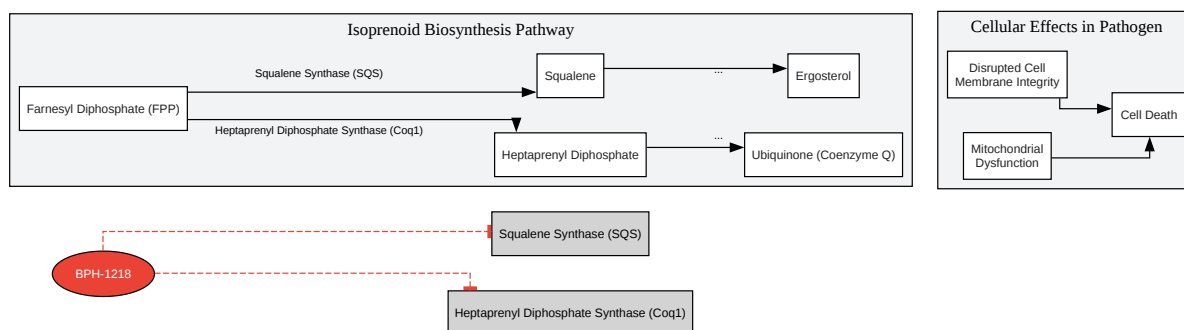 Isoprenoid Biosynthesis Pathway
Cellular Effects in Pathogen
Squalene Synthase (SQS)
Squalene
...
Ergosterol
Farnesyl Diphosphate (FPP)
Heptaprenyl Diphosphate Synthase (Coq1)
Heptaprenyl Diphosphate
...
Ubiquinone (Coenzyme Q)
Disrupted Cell
Membrane Integrity
Cell Death
Mitochondrial
Dysfunction
Squalene Synthase (SQS)
BPH-1218
Heptaprenyl Diphosphate Synthase (Coq1)